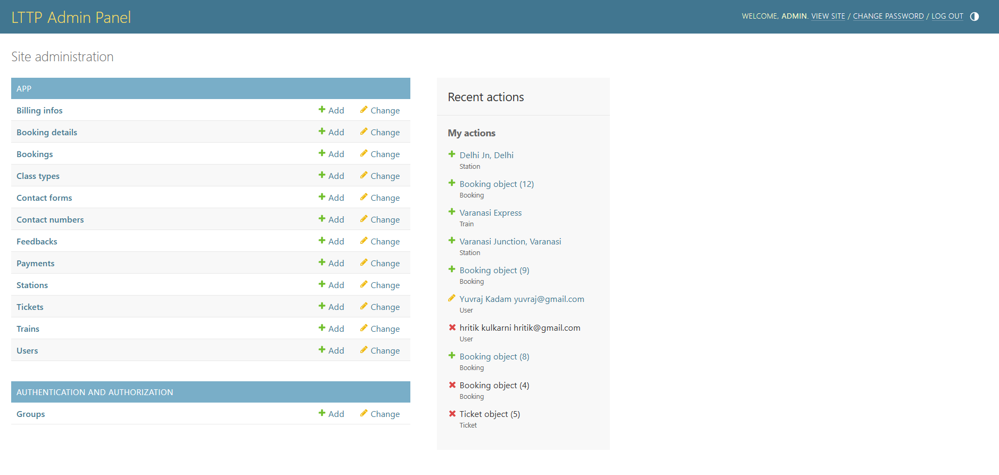 LTTP Admin Panel
WELCOME, ADMIN. VIEW SITE / CHANGE PASSWORD / LOG OUT
Site administration
APP
Billing infos Add Change
Booking details Add Change
Bookings Add Change
Class types Add Change
Contact forms Add Change
Contact numbers Add Change
Feedbacks Add Change
Payments Add Change
Stations Add Change
Tickets Add Change
Trains Add Change
Users Add Change
AUTHENTICATION AND AUTHORIZATION
Groups Add Change
Recent actions
My actions
Delhi Jn, Delhi
Station
Booking object (12)
Booking
Varanasi Express
Train
Varanasi Junction, Varanasi
Station
Booking object (9)
Booking
Yuvraj Kadam yuvraj@gmail.com
User
hritik kulkarni hritik@gmail.com
User
Booking object (8)
Booking
Booking object (4)
Booking
Ticket object (5)
Ticket